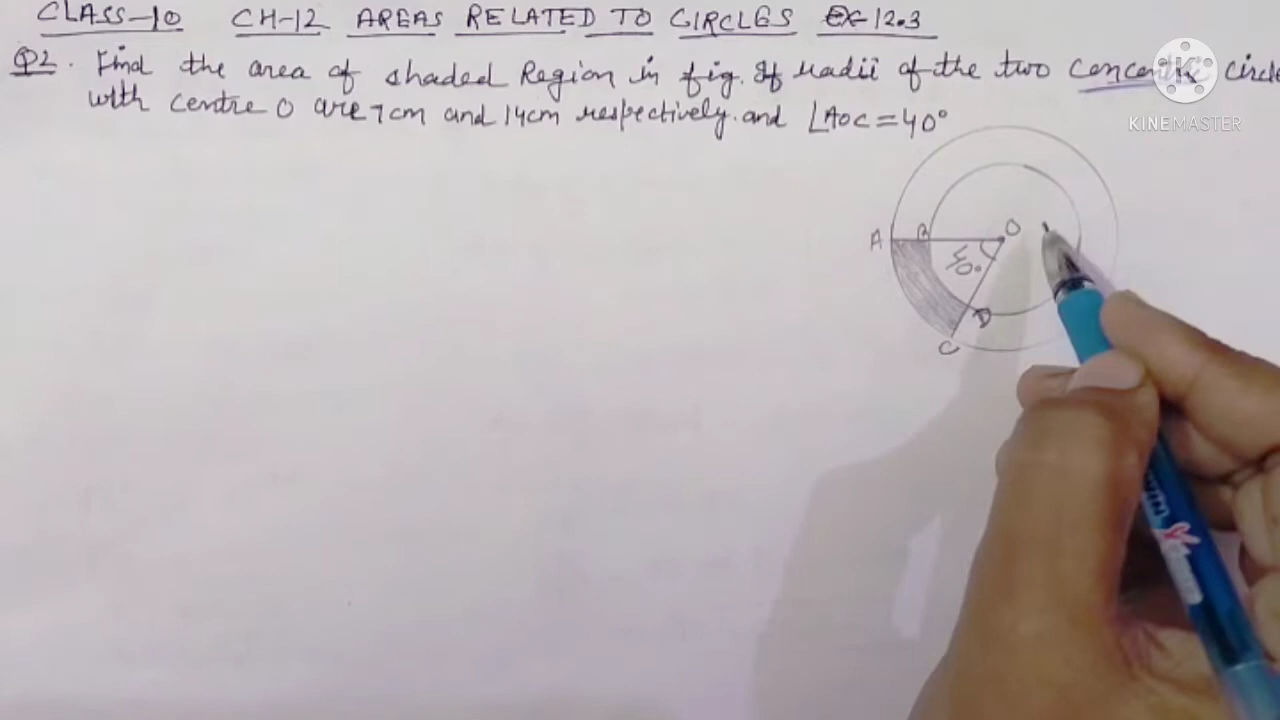 CLASS-10 CH-12 AREAS RELATED TO CIRCLES EX-12.3
Q2. Find the area of shaded Region in fig. If radii of the two concentric circle
with centre O are 7cm and 14cm respectively. and ∠AOC = 40°
K
KINEMASTER
A B O
40°
D
C